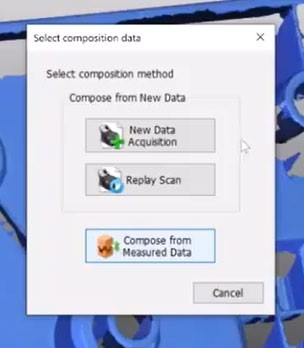 Select composition data
Select composition method
Compose from New Data
New Data
Acquisition
Replay Scan
Compose from
Measured Data
Cancel